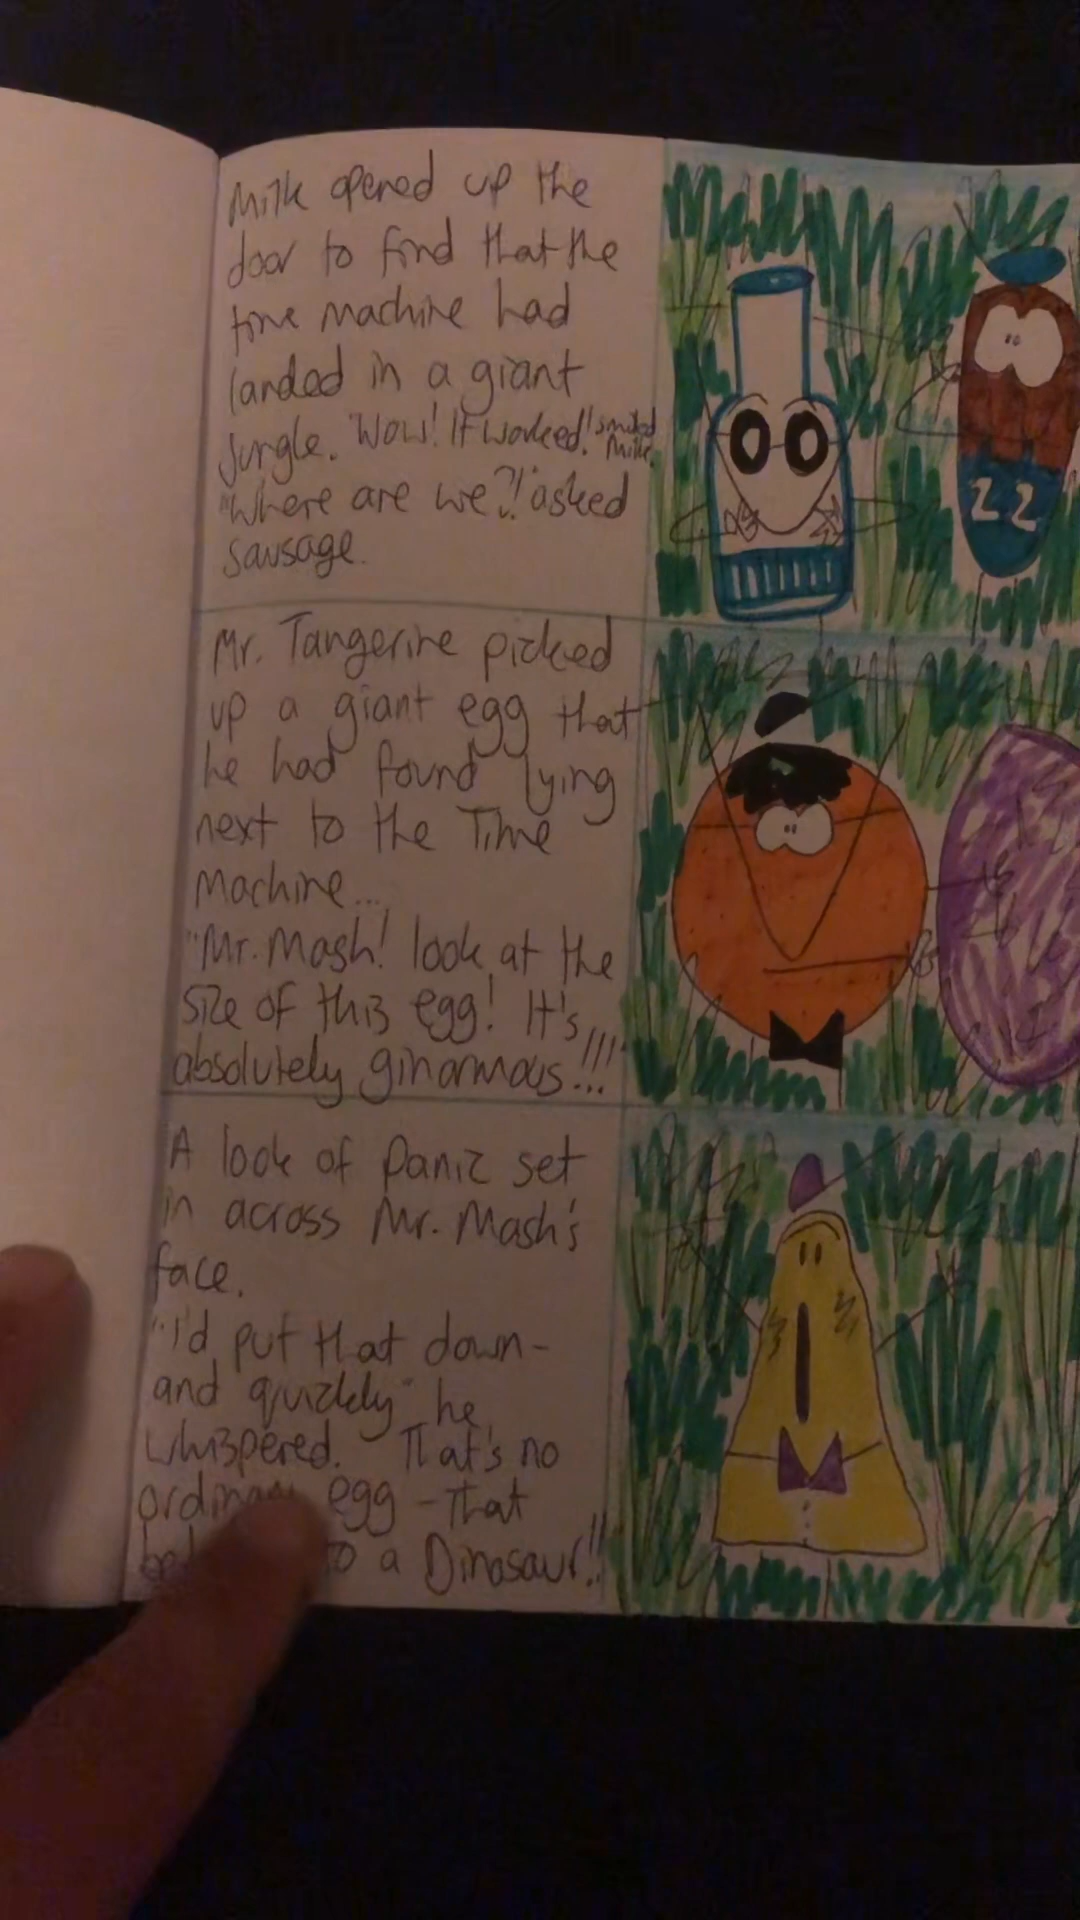 Milk opened up the
door to find that the
time machine had
landed in a giant
jungle. "Wow! It worked!" smiled
Milk.
"Where are we?!" asked
sausage.
Mr. Tangerine picked
up a giant egg that
he had found lying
next to the Time
Machine...
"Mr. Mash! look at the
size of this egg! It's
absolutely ginormous!!!"
A look of panic set
in across Mr. Mash's
face.
"I'd put that down-
and quickly" he
whispered. "That's no
egg - That
to a Dinosaur!!
ZZ